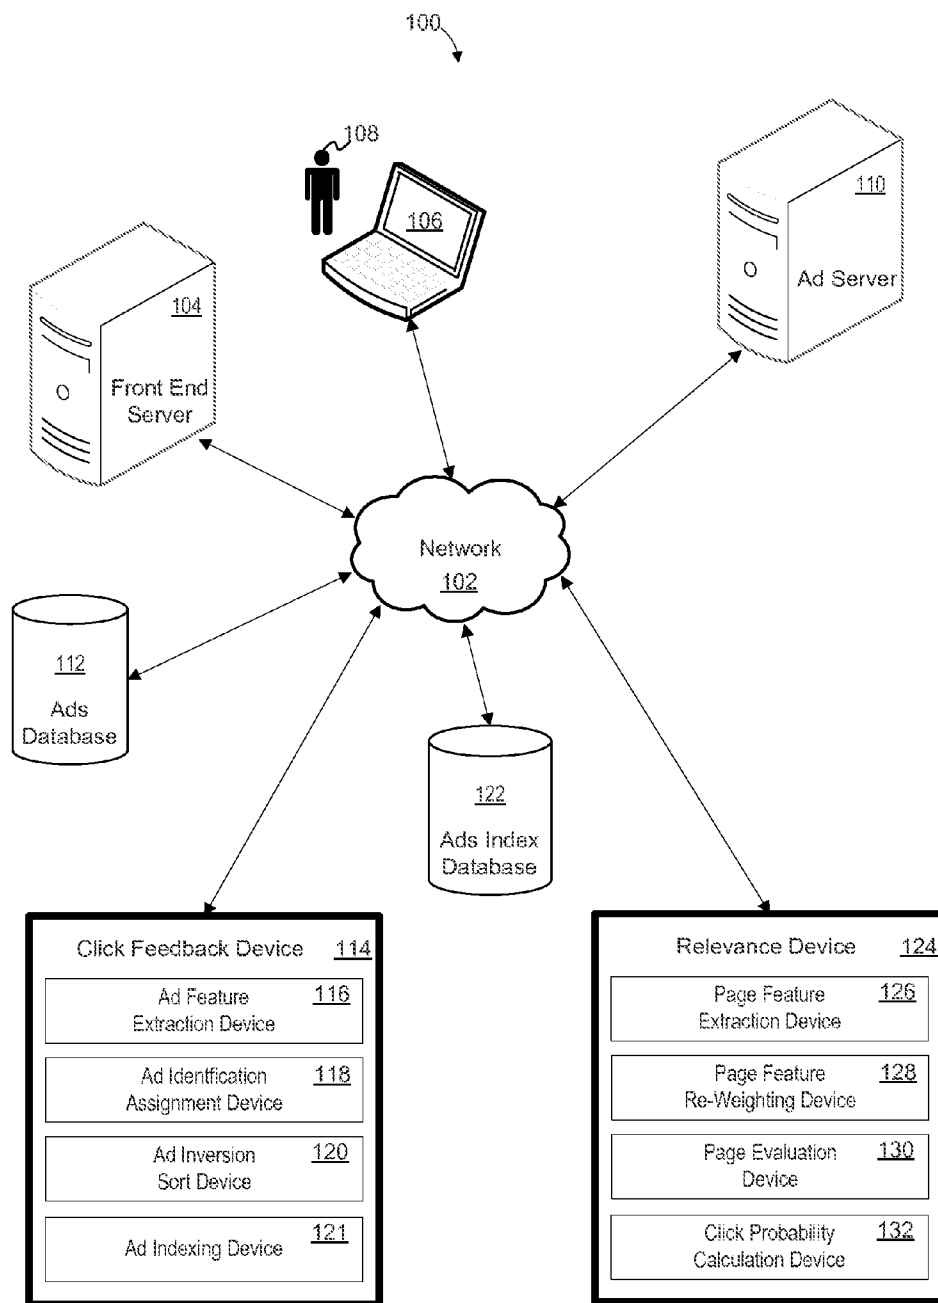 100
108
106
110
Ad Server
104
Front End
Server
Network
102
112
Ads
Database
122
Ads Index
Database
Click Feedback Device 114
Ad Feature 116
Extraction Device
Ad Identfication 118
Assignment Device
Ad Inversion 120
Sort Device
Ad Indexing Device 121
Relevance Device 124
Page Feature 126
Extraction Device
Page Feature 128
Re-Weighting Device
Page Evaluation 130
Device
Click Probability 132
Calculation Device